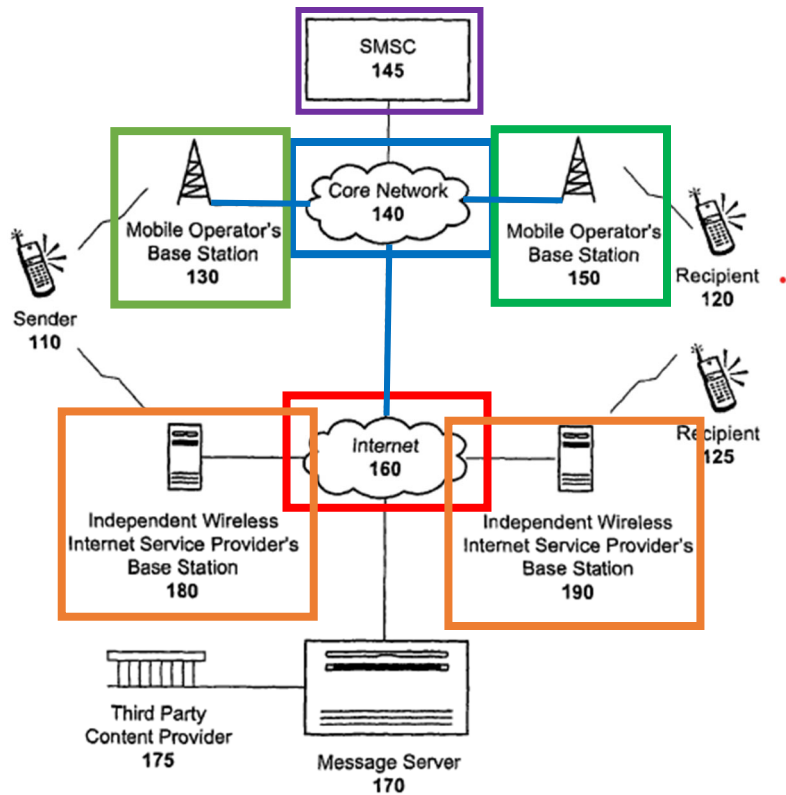 SMSC
145
Core Network
140
Mobile Operator's
Base Station
130
Mobile Operator's
Base Station
150
Recipient
120
Sender
110
Internet
160
Recipient
125
Independent Wireless
Internet Service Provider's
Base Station
180
Independent Wireless
Internet Service Provider's
Base Station
190
Third Party
Content Provider
175
Message Server
170